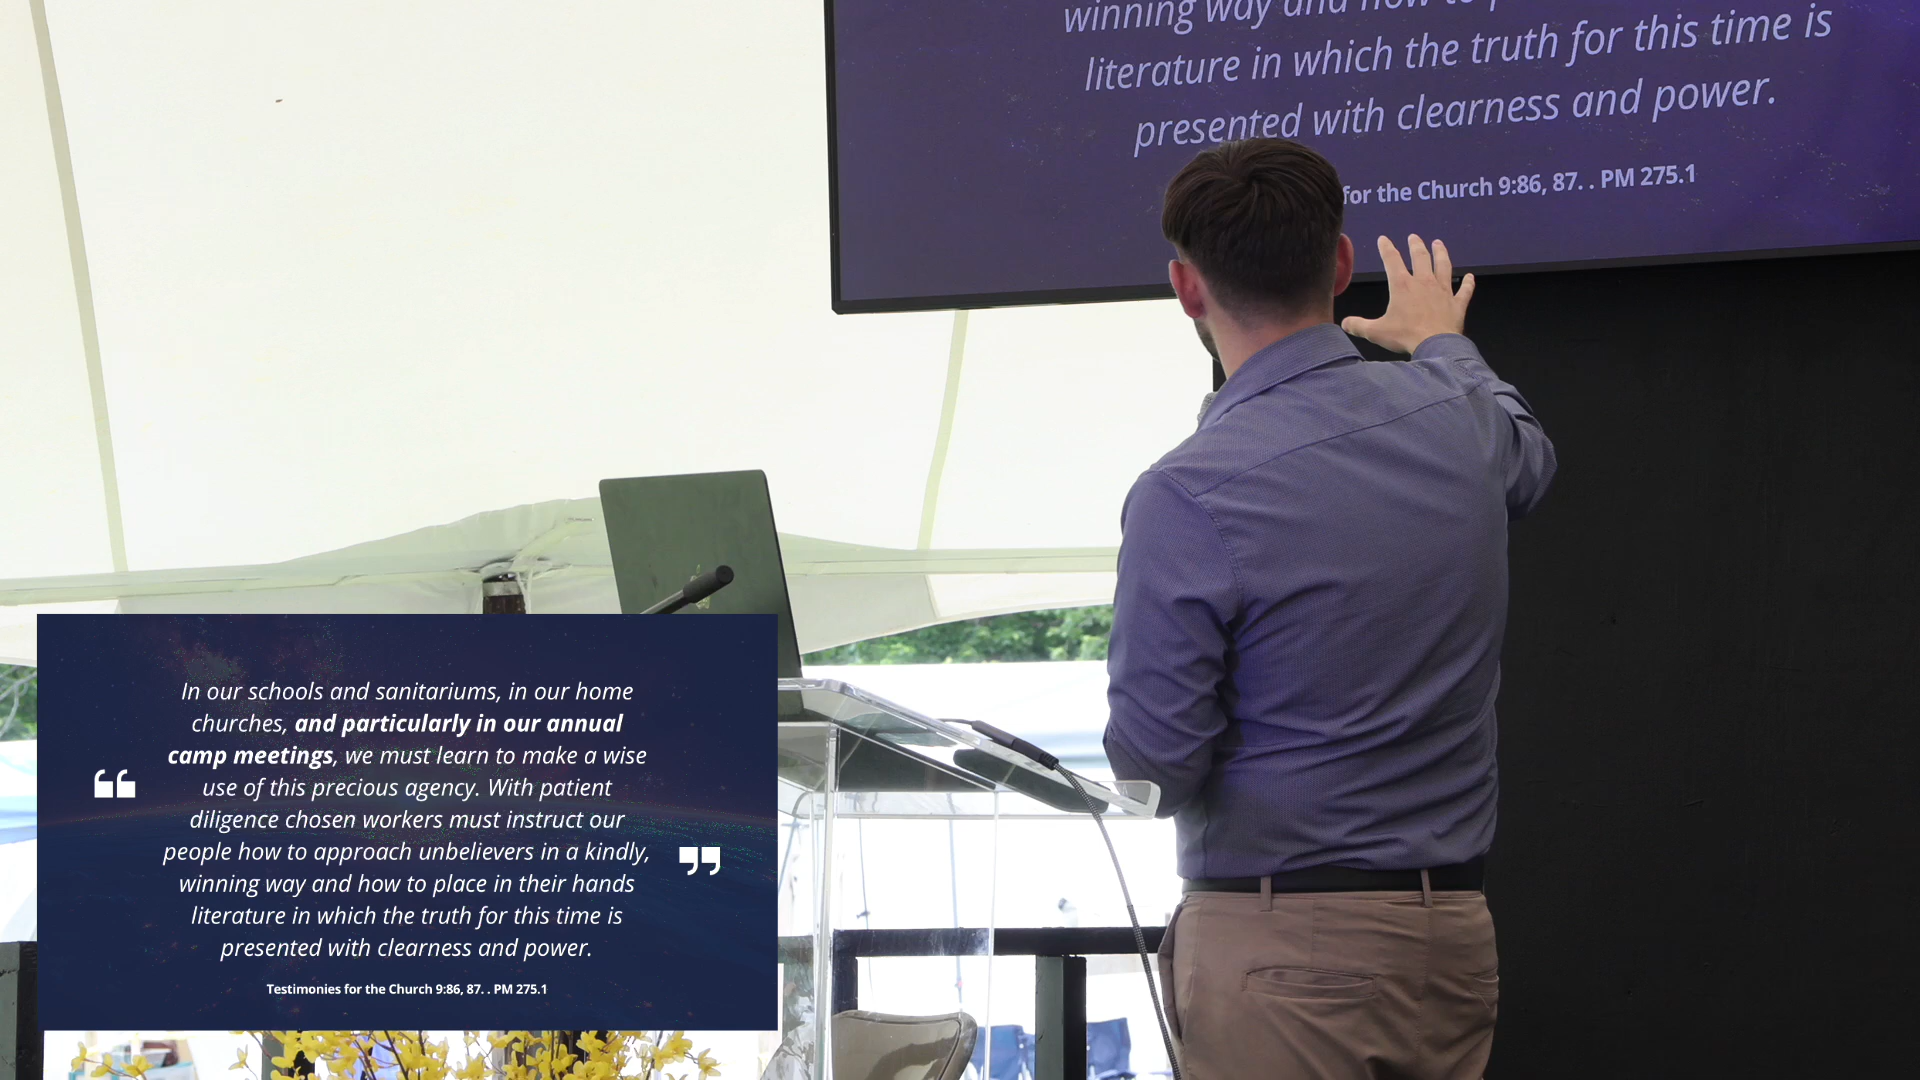 winning way and how to
literature in which the truth for this time is
presented with clearness and power.
for the Church 9:86, 87. . PM 275.1
“
In our schools and sanitariums, in our home
churches, and particularly in our annual
camp meetings, we must learn to make a wise
use of this precious agency. With patient
diligence chosen workers must instruct our
people how to approach unbelievers in a kindly,
winning way and how to place in their hands
literature in which the truth for this time is
presented with clearness and power.
”
Testimonies for the Church 9:86, 87. . PM 275.1